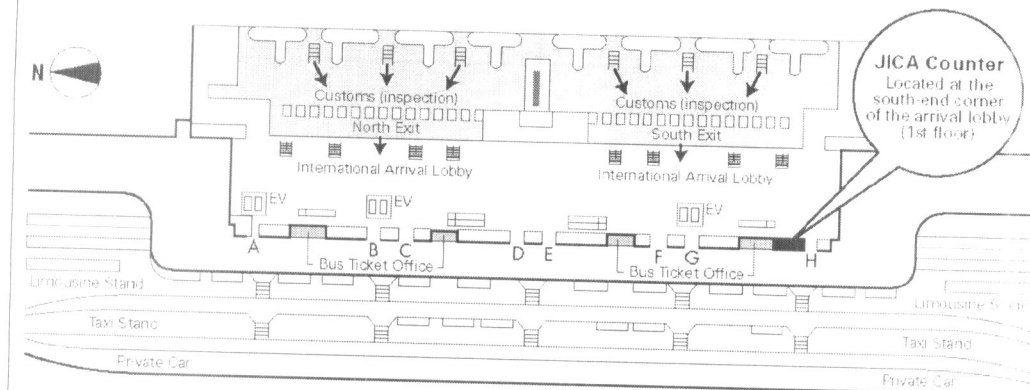 N
JICA Counter
Located at the
south-end corner
of the arrival lobby
(1st floor)
Customs (inspection)
Customs (inspection)
North Exit
South Exit
International Arrival Lobby
International Arrival Lobby
EV
EV
EV
A
B
C
D
E
F
G
H
Bus Ticket Office
Bus Ticket Office
Limousine Stand
Limousine
Taxi Stand
Taxi Stand
Private Car
Private Car